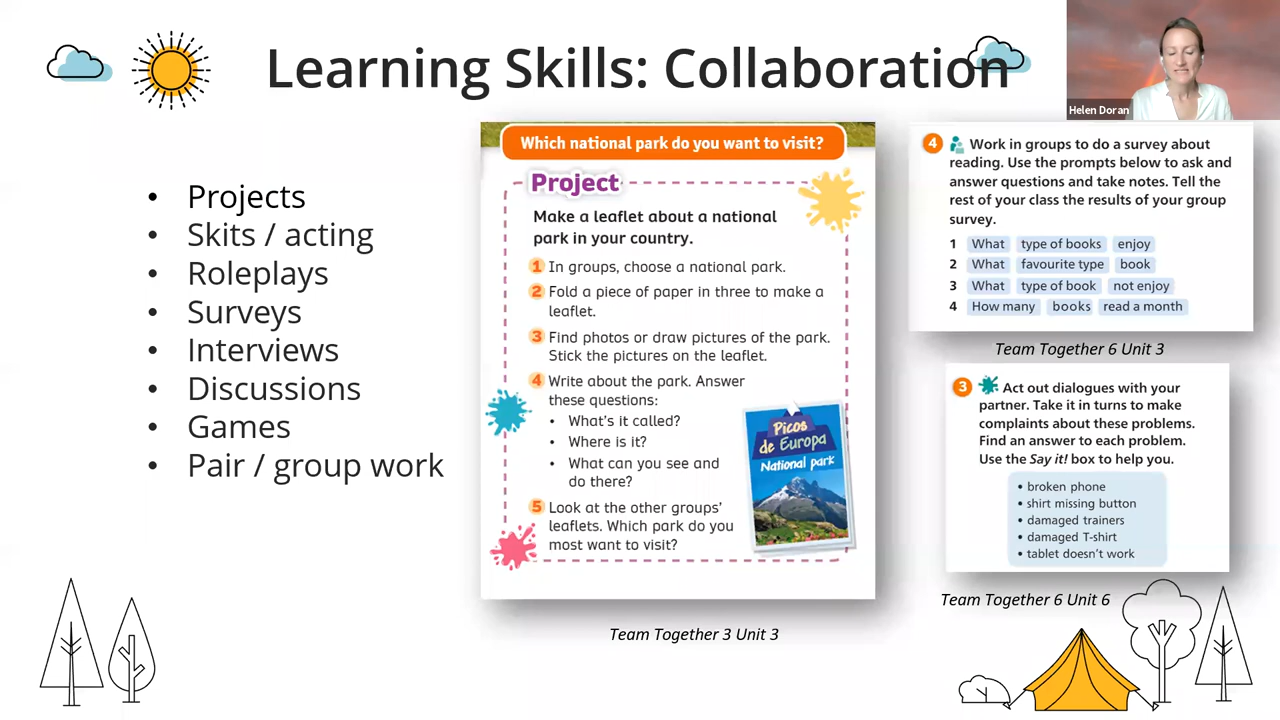 Learning Skills: Collaboration
Helen Doran
• Projects
• Skits / acting
• Roleplays
• Surveys
• Interviews
• Discussions
• Games
• Pair / group work
Which national park do you want to visit?
Project
Make a leaflet about a national
park in your country.
1 In groups, choose a national park.
2 Fold a piece of paper in three to make a
leaflet.
3 Find photos or draw pictures of the park.
Stick the pictures on the leaflet.
4 Write about the park. Answer
these questions:
• What's it called?
• Where is it?
• What can you see and
do there?
5 Look at the other groups'
leaflets. Which park do you
most want to visit?
Picos
de Europa
National park
Team Together 3 Unit 3
4 Work in groups to do a survey about
reading. Use the prompts below to ask and
answer questions and take notes. Tell the
rest of your class the results of your group
survey.
1 What type of books enjoy
2 What favourite type book
3 What type of book not enjoy
4 How many books read a month
Team Together 6 Unit 3
3 Act out dialogues with your
partner. Take it in turns to make
complaints about these problems.
Find an answer to each problem.
Use the Say it! box to help you.
• broken phone
• shirt missing button
• damaged trainers
• damaged T-shirt
• tablet doesn't work
Team Together 6 Unit 6